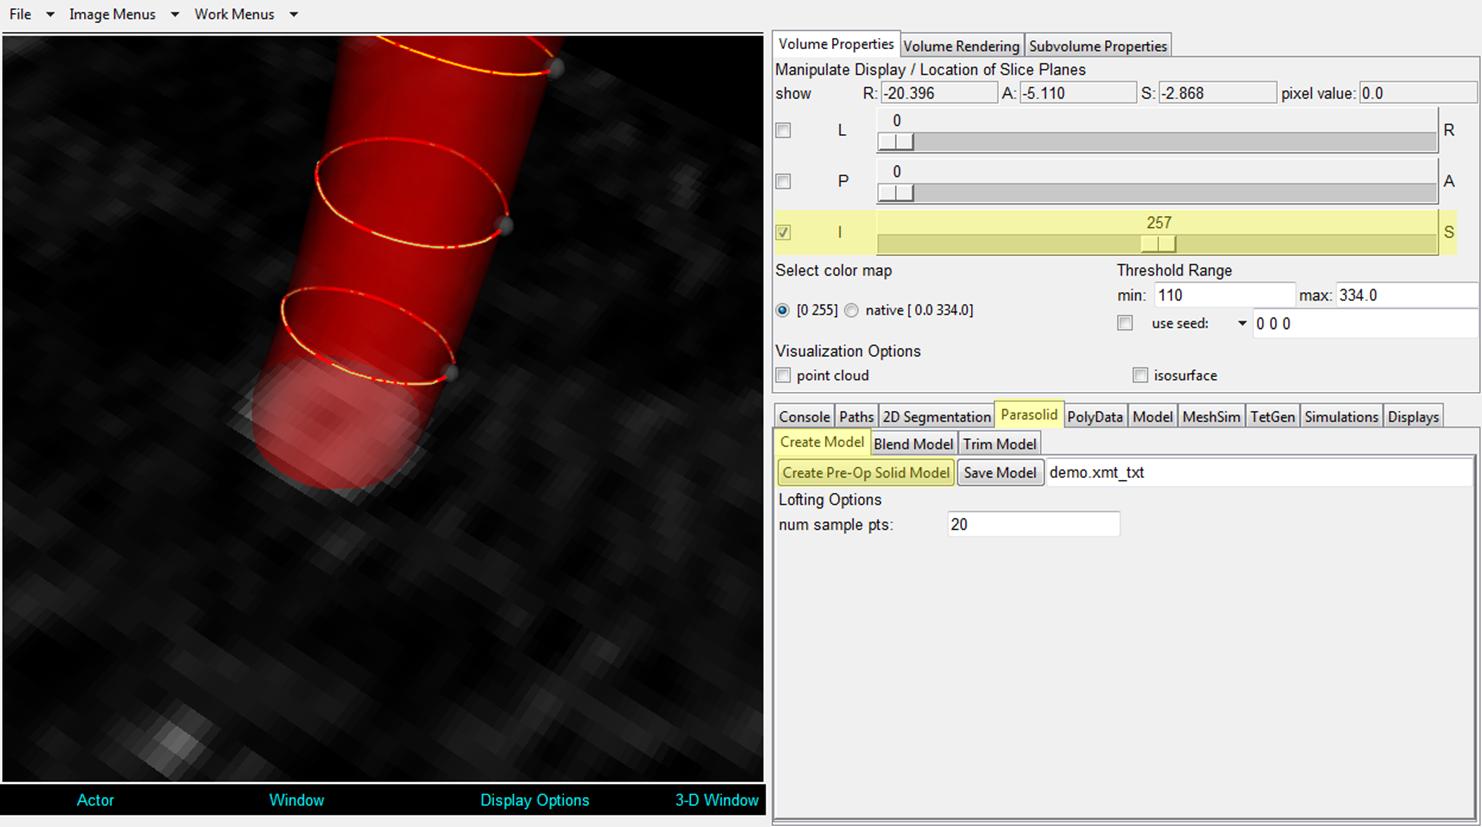 File Image Menus Work Menus
Volume Properties Volume Rendering Subvolume Properties
Manipulate Display / Location of Slice Planes
show R: -20.396 A: -5.110 S: -2.868 pixel value: 0.0
0
L R
0
P A
257
I S
Select color map Threshold Range
min: 110 max: 334.0
[0 255] native [ 0.0 334.0]
use seed: 0 0 0
Visualization Options
point cloud isosurface
Console Paths 2D Segmentation Parasolid PolyData Model MeshSim TetGen Simulations Displays
Create Model Blend Model Trim Model
Create Pre-Op Solid Model Save Model demo.xmt_txt
Lofting Options
num sample pts: 20
Actor Window Display Options 3-D Window